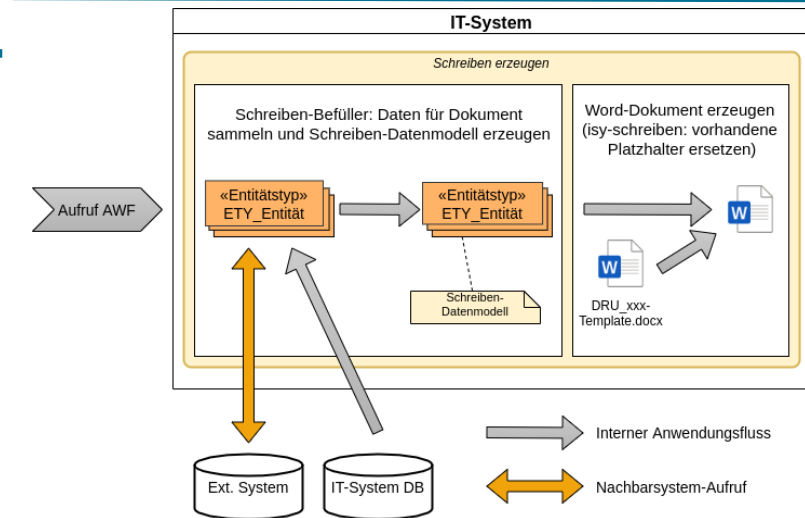 IT-System
Schreiben erzeugen
Schreiben-Befüller: Daten für Dokument
sammeln und Schreiben-Datenmodell erzeugen
Word-Dokument erzeugen
(isy-schreiben: vorhandene
Platzhalter ersetzen)
Aufruf AWF
«Entitätstyp»
ETY_Entität
«Entitätstyp»
ETY_Entität
W
W
Schreiben-
Datenmodell
DRU_xxx-
Template.docx
Interner Anwendungsfluss
Ext. System
IT-System DB
Nachbarsystem-Aufruf